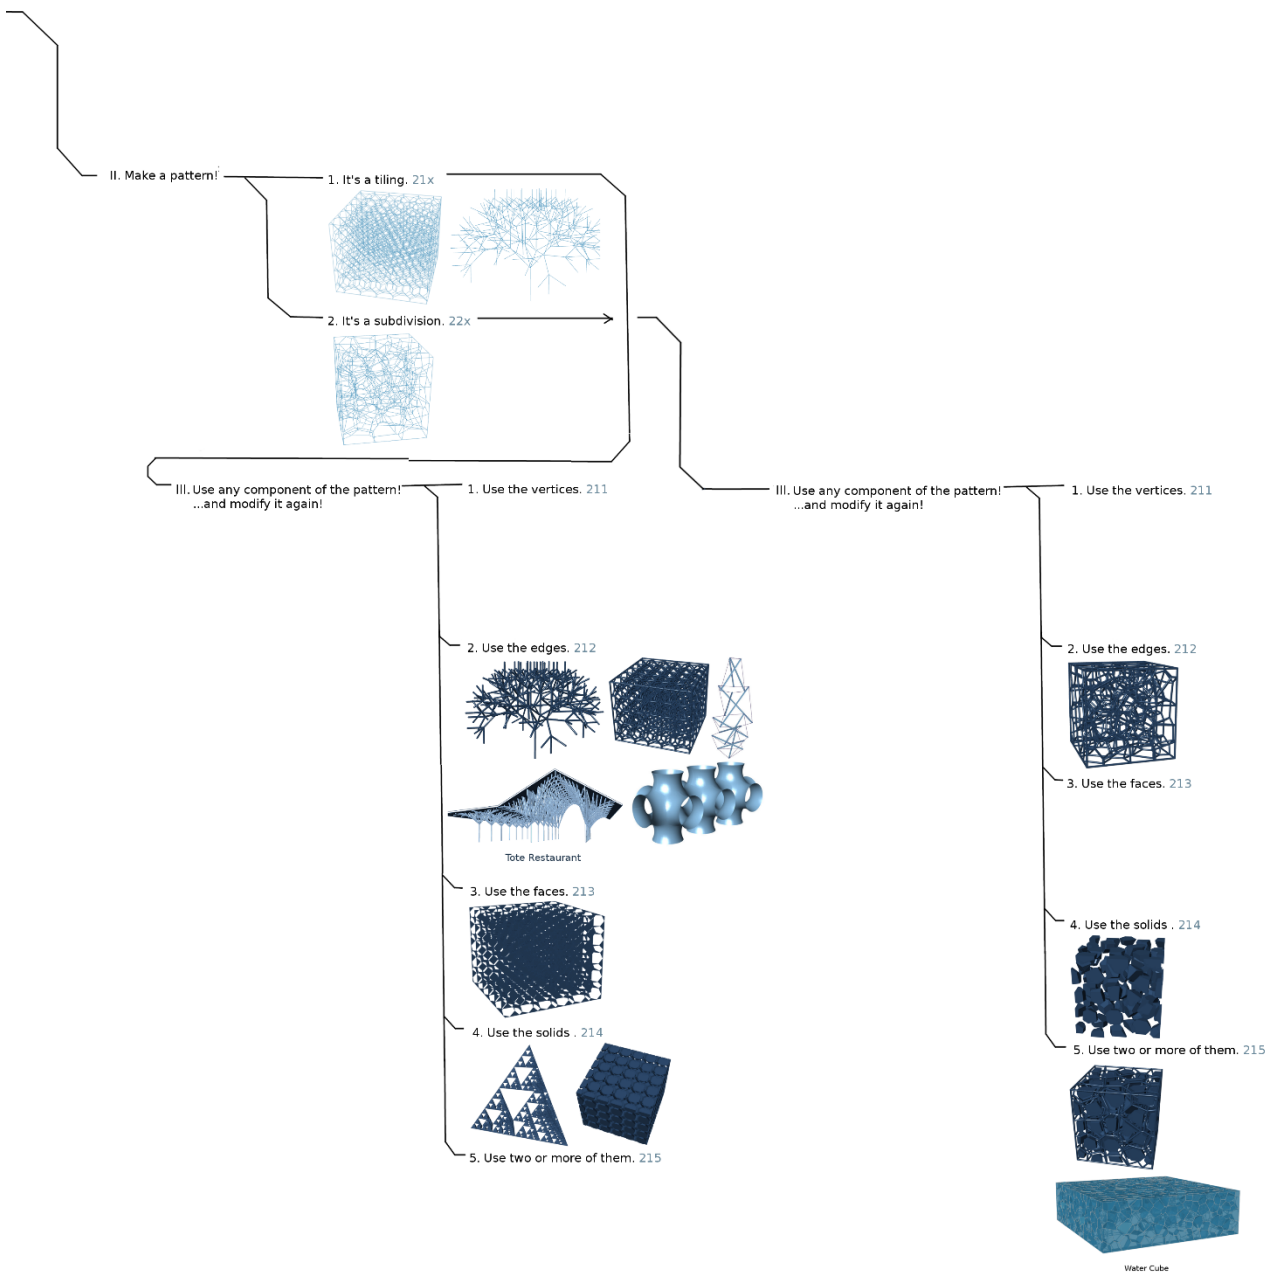 II. Make a pattern!
1. It's a tiling. 21x
2. It's a subdivision. 22x
III. Use any component of the pattern!
...and modify it again!
1. Use the vertices. 211
2. Use the edges. 212
Tote Restaurant
3. Use the faces. 213
4. Use the solids . 214
5. Use two or more of them. 215
III. Use any component of the pattern!
...and modify it again!
1. Use the vertices. 211
2. Use the edges. 212
3. Use the faces. 213
4. Use the solids . 214
5. Use two or more of them. 215
Water Cube